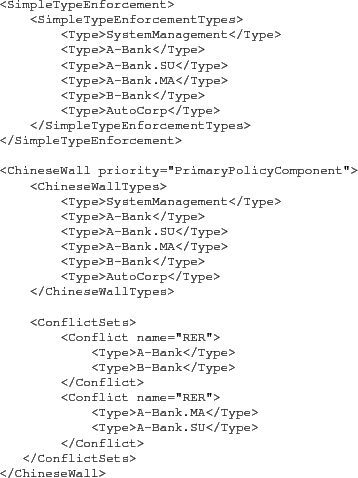 <SimpleTypeEnforcement>
    <SimpleTypeEnforcementTypes>
        <Type>SystemManagement</Type>
        <Type>A-Bank</Type>
        <Type>A-Bank.SU</Type>
        <Type>A-Bank.MA</Type>
        <Type>B-Bank</Type>
        <Type>AutoCorp</Type>
    </SimpleTypeEnforcementTypes>
</SimpleTypeEnforcement>

<ChineseWall priority="PrimaryPolicyComponent">
    <ChineseWallTypes>
        <Type>SystemManagement</Type>
        <Type>A-Bank</Type>
        <Type>A-Bank.SU</Type>
        <Type>A-Bank.MA</Type>
        <Type>B-Bank</Type>
        <Type>AutoCorp</Type>
    </ChineseWallTypes>

    <ConflictSets>
        <Conflict name="RER">
            <Type>A-Bank</Type>
            <Type>B-Bank</Type>
        </Conflict>
        <Conflict name="RER">
            <Type>A-Bank.MA</Type>
            <Type>A-Bank.SU</Type>
        </Conflict>
   </ConflictSets>
</ChineseWall>